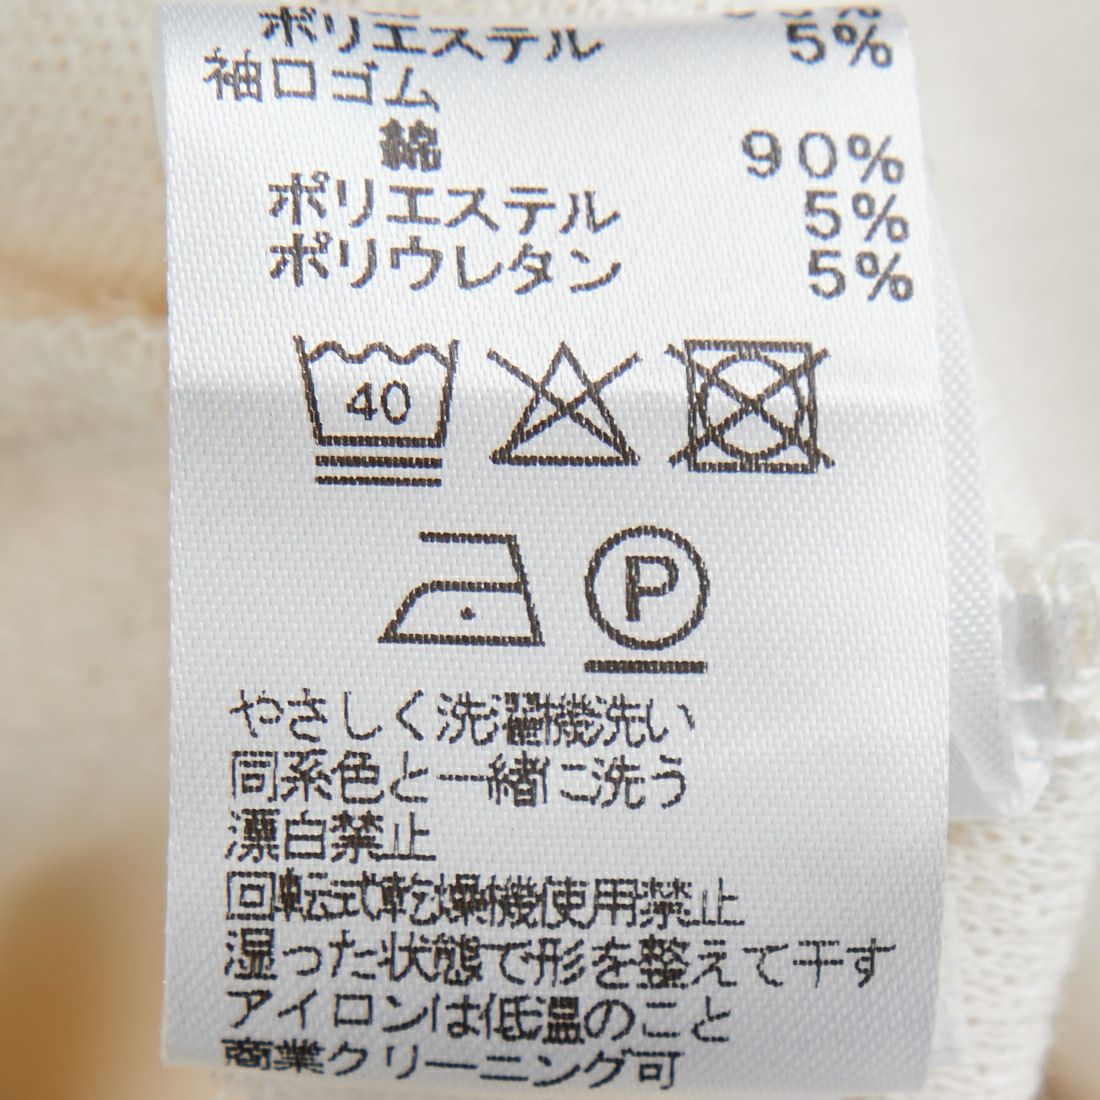 ポリエステル 5%
袖口ゴム
綿 90%
ポリエステル 5%
ポリウレタン 5%
40
P
やさしく洗濯機洗い
同系色と一緒に洗う
漂白禁止
回転式乾燥機使用禁止
湿った状態で形を整えて干す
アイロンは低温のこと
商業クリーニング可